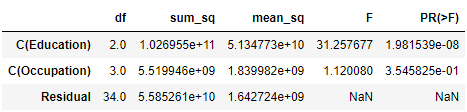 df sum_sq mean_sq F PR(>F)
C(Education) 2.0 1.026955e+11 5.134773e+10 31.257677 1.981539e-08
C(Occupation) 3.0 5.519946e+09 1.839982e+09 1.120080 3.545825e-01
Residual 34.0 5.585261e+10 1.642724e+09 NaN NaN